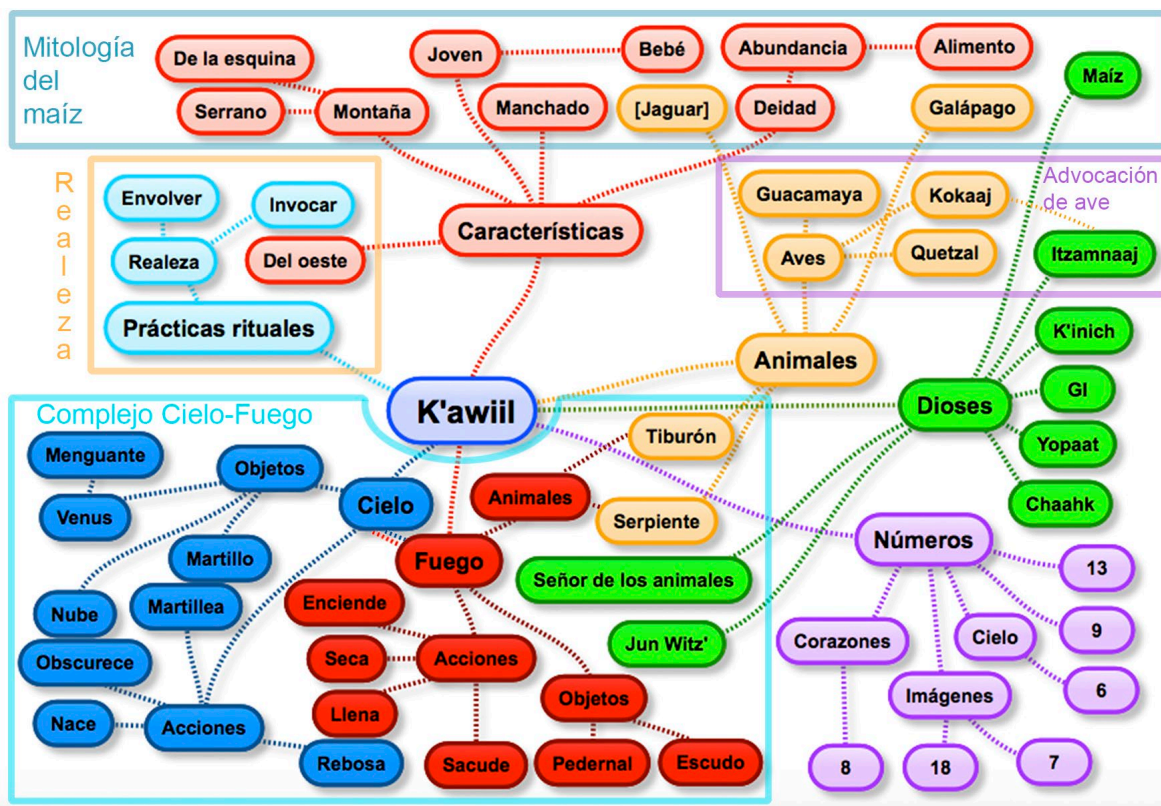 Mitología
del
maíz
De la esquina
Serrano
Montaña
Joven
Bebé
Manchado
Abundancia
Alimento
[Jaguar]
Deidad
Galápago
Maíz
Realeza
Envolver
Invocar
Realeza
Del oeste
Prácticas rituales
Características
Advocación
de ave
Guacamaya
Kokaaj
Aves
Quetzal
Itzamnaaj
Animales
K'inich
GI
Dioses
Yopaat
Chaahk
K'awiil
Complejo Cielo-Fuego
Menguante
Objetos
Venus
Cielo
Martillo
Nube
Martillea
Obscurece
Nace
Acciones
Rebosa
Animales
Tiburón
Serpiente
Fuego
Señor de los animales
Jun Witz'
Enciende
Seca
Acciones
Llena
Objetos
Sacude
Pedernal
Escudo
Números
13
9
Cielo
6
Corazones
Imágenes
8
18
7